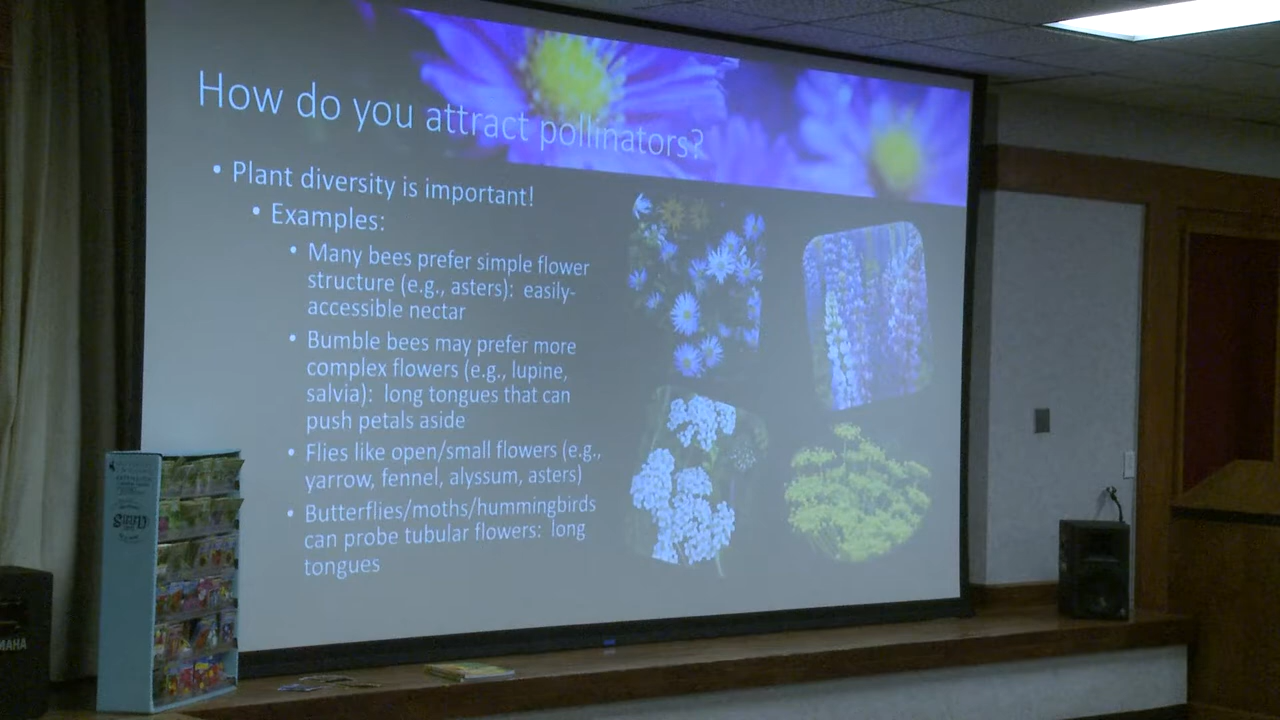 How do you attract pollinators?
• Plant diversity is important!
• Examples:
• Many bees prefer simple flower
structure (e.g., asters): easily-
accessible nectar
• Bumble bees may prefer more
complex flowers (e.g., lupine,
salvia): long tongues that can
push petals aside
• Flies like open/small flowers (e.g.,
yarrow, fennel, alyssum, asters)
• Butterflies/moths/hummingbirds
can probe tubular flowers: long
tongues